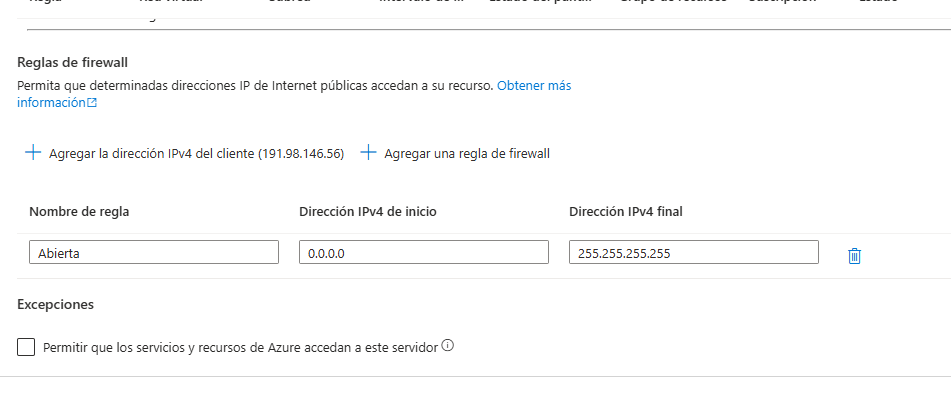 Reglas de firewall
Permita que determinadas direcciones IP de Internet públicas accedan a su recurso. Obtener más
información
Agregar la dirección IPv4 del cliente (191.98.146.56) Agregar una regla de firewall
Nombre de regla Dirección IPv4 de inicio Dirección IPv4 final
Abierta 0.0.0.0 255.255.255.255
Excepciones
Permitir que los servicios y recursos de Azure accedan a este servidor